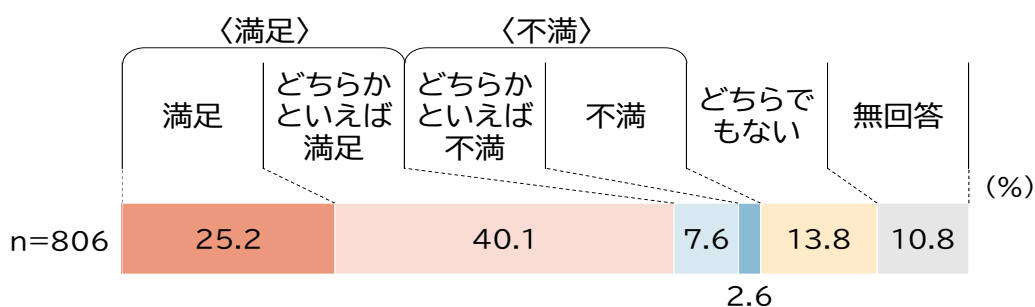 〈満足〉
〈不満〉
満足
どちらか
といえば
満足
どちらか
といえば
不満
不満
どちらで
もない
無回答
(%)
n=806
25.2
40.1
7.6
2.6
13.8
10.8